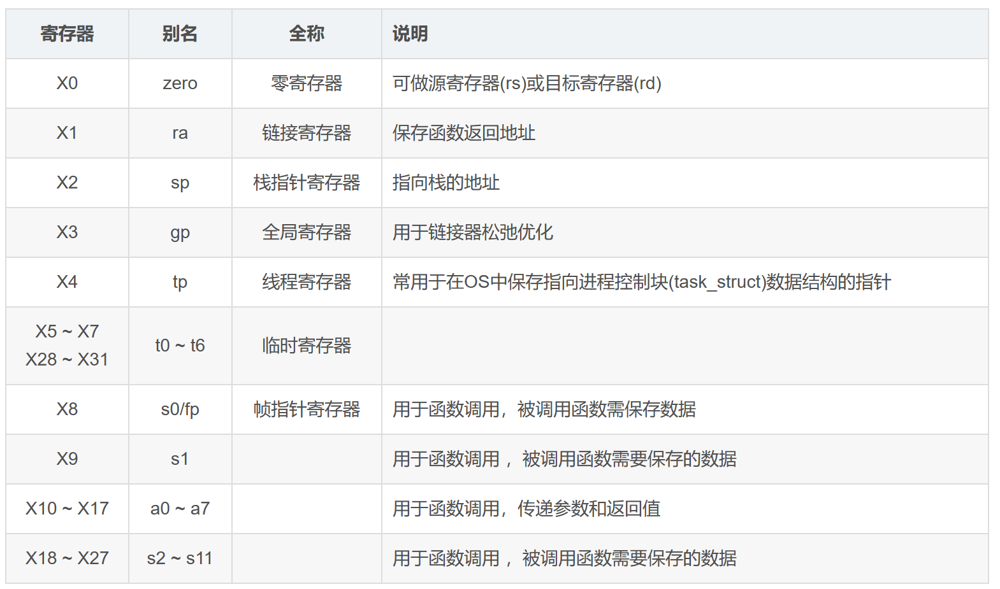 寄存器 别名 全称 说明
X0 zero 零寄存器 可做源寄存器(rs)或目标寄存器(rd)
X1 ra 链接寄存器 保存函数返回地址
X2 sp 栈指针寄存器 指向栈的地址
X3 gp 全局寄存器 用于链接器松弛优化
X4 tp 线程寄存器 常用于在OS中保存指向进程控制块(task_struct)数据结构的指针
X5 ~ X7
X28 ~ X31
t0 ~ t6 临时寄存器
X8 s0/fp 帧指针寄存器 用于函数调用，被调用函数需保存数据
X9 s1 用于函数调用 ，被调用函数需要保存的数据
X10 ~ X17 a0 ~ a7 用于函数调用，传递参数和返回值
X18 ~ X27 s2 ~ s11 用于函数调用 ，被调用函数需要保存的数据